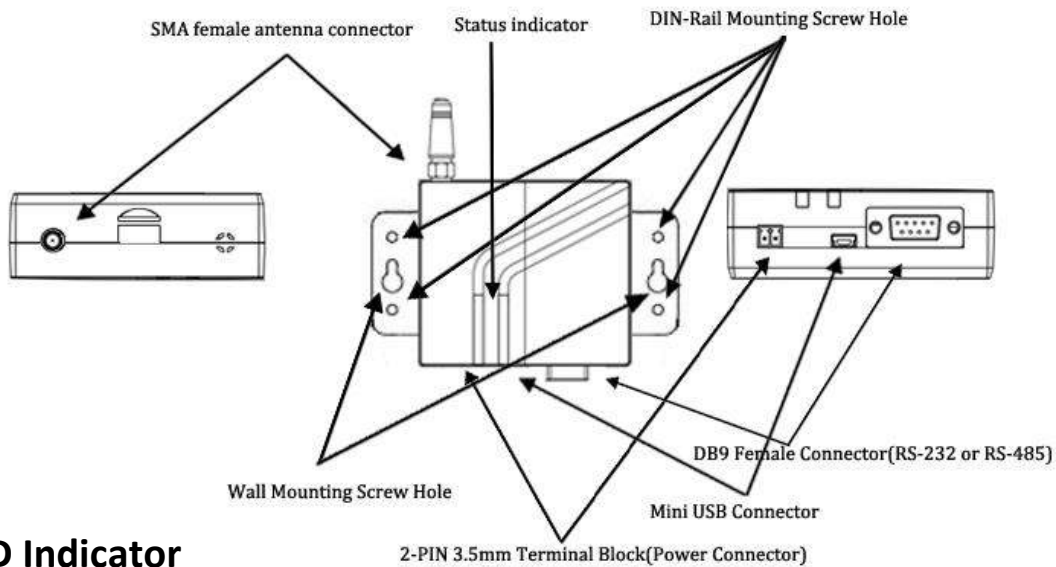 SMA female antenna connector
Status indicator
DIN-Rail Mounting Screw Hole
DB9 Female Connector(RS-232 or RS-485)
Wall Mounting Screw Hole
Mini USB Connector
2-PIN 3.5mm Terminal Block(Power Connector)
D Indicator